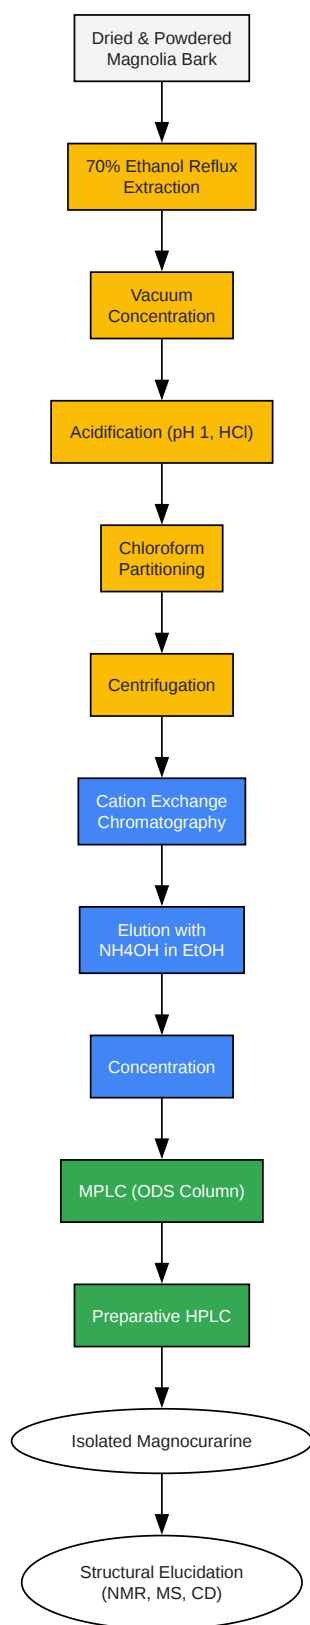 Dried & Powdered
Magnolia Bark
70% Ethanol Reflux
Extraction
Vacuum
Concentration
Acidification (pH 1, HCl)
Chloroform
Partitioning
Centrifugation
Cation Exchange
Chromatography
Elution with
NH4OH in EtOH
Concentration
MPLC (ODS Column)
Preparative HPLC
Isolated Magnocurarine
Structural Elucidation
(NMR, MS, CD)